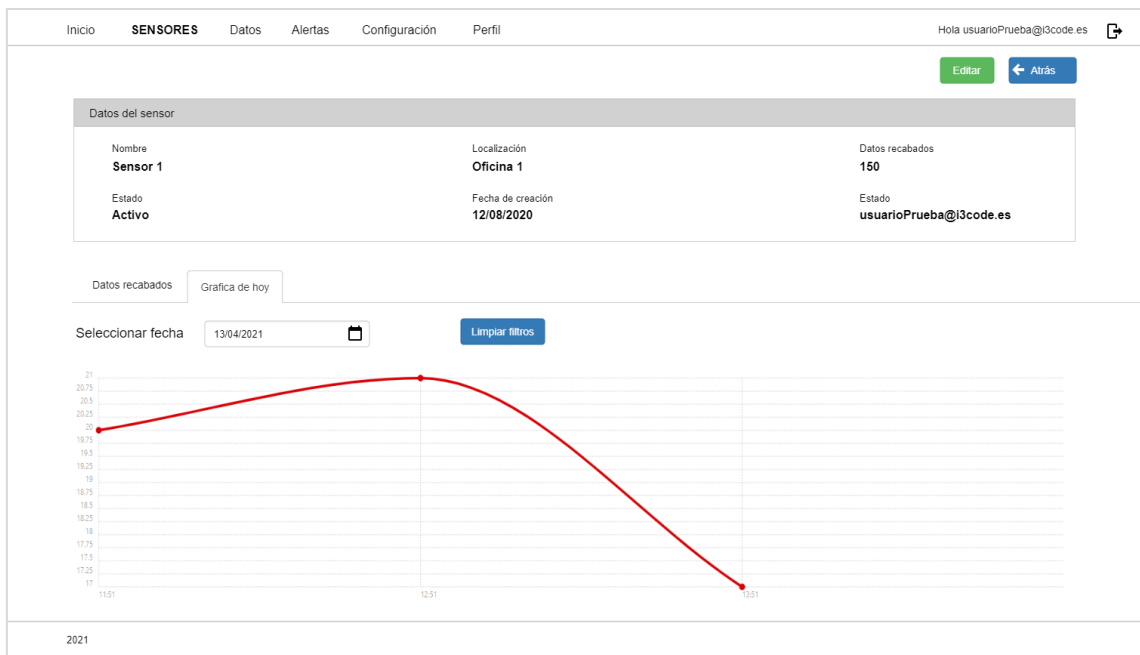 Inicio SENSORES Datos Alertas Configuración Perfil Hola usuarioPrueba@i3code.es
Editar Atrás
Datos del sensor
Nombre Localización Datos recabados
Sensor 1 Oficina 1 150
Estado Fecha de creación Estado
Activo 12/08/2020 usuarioPrueba@i3code.es
Datos recabados Grafica de hoy
Seleccionar fecha 13/04/2021 Limpiar filtros
21
20.75
20.5
20.25
20
19.75
19.5
19.25
19
18.75
18.5
18.25
18
17.75
17.5
17.25
17
11:51 12:51 13:51
2021